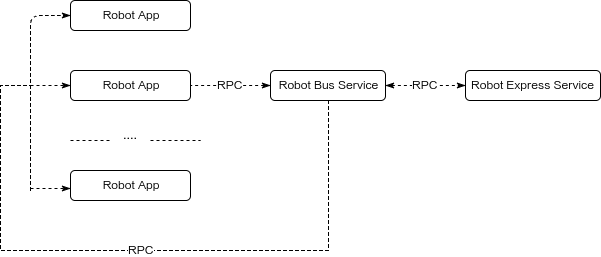 Robot App
Robot App
RPC
Robot Bus Service
RPC
Robot Express Service
....
Robot App
RPC